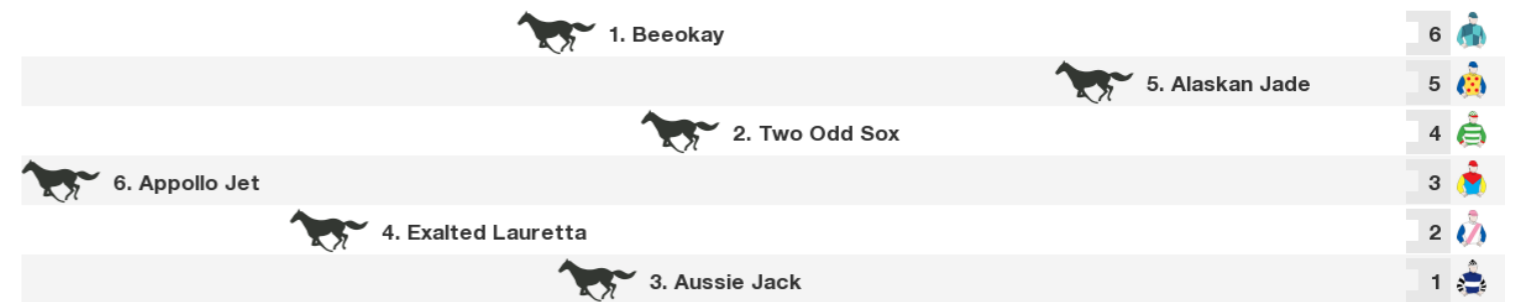 1. Beeokay 6
5. Alaskan Jade 5
2. Two Odd Sox 4
6. Appollo Jet 3
4. Exalted Lauretta 2
3. Aussie Jack 1